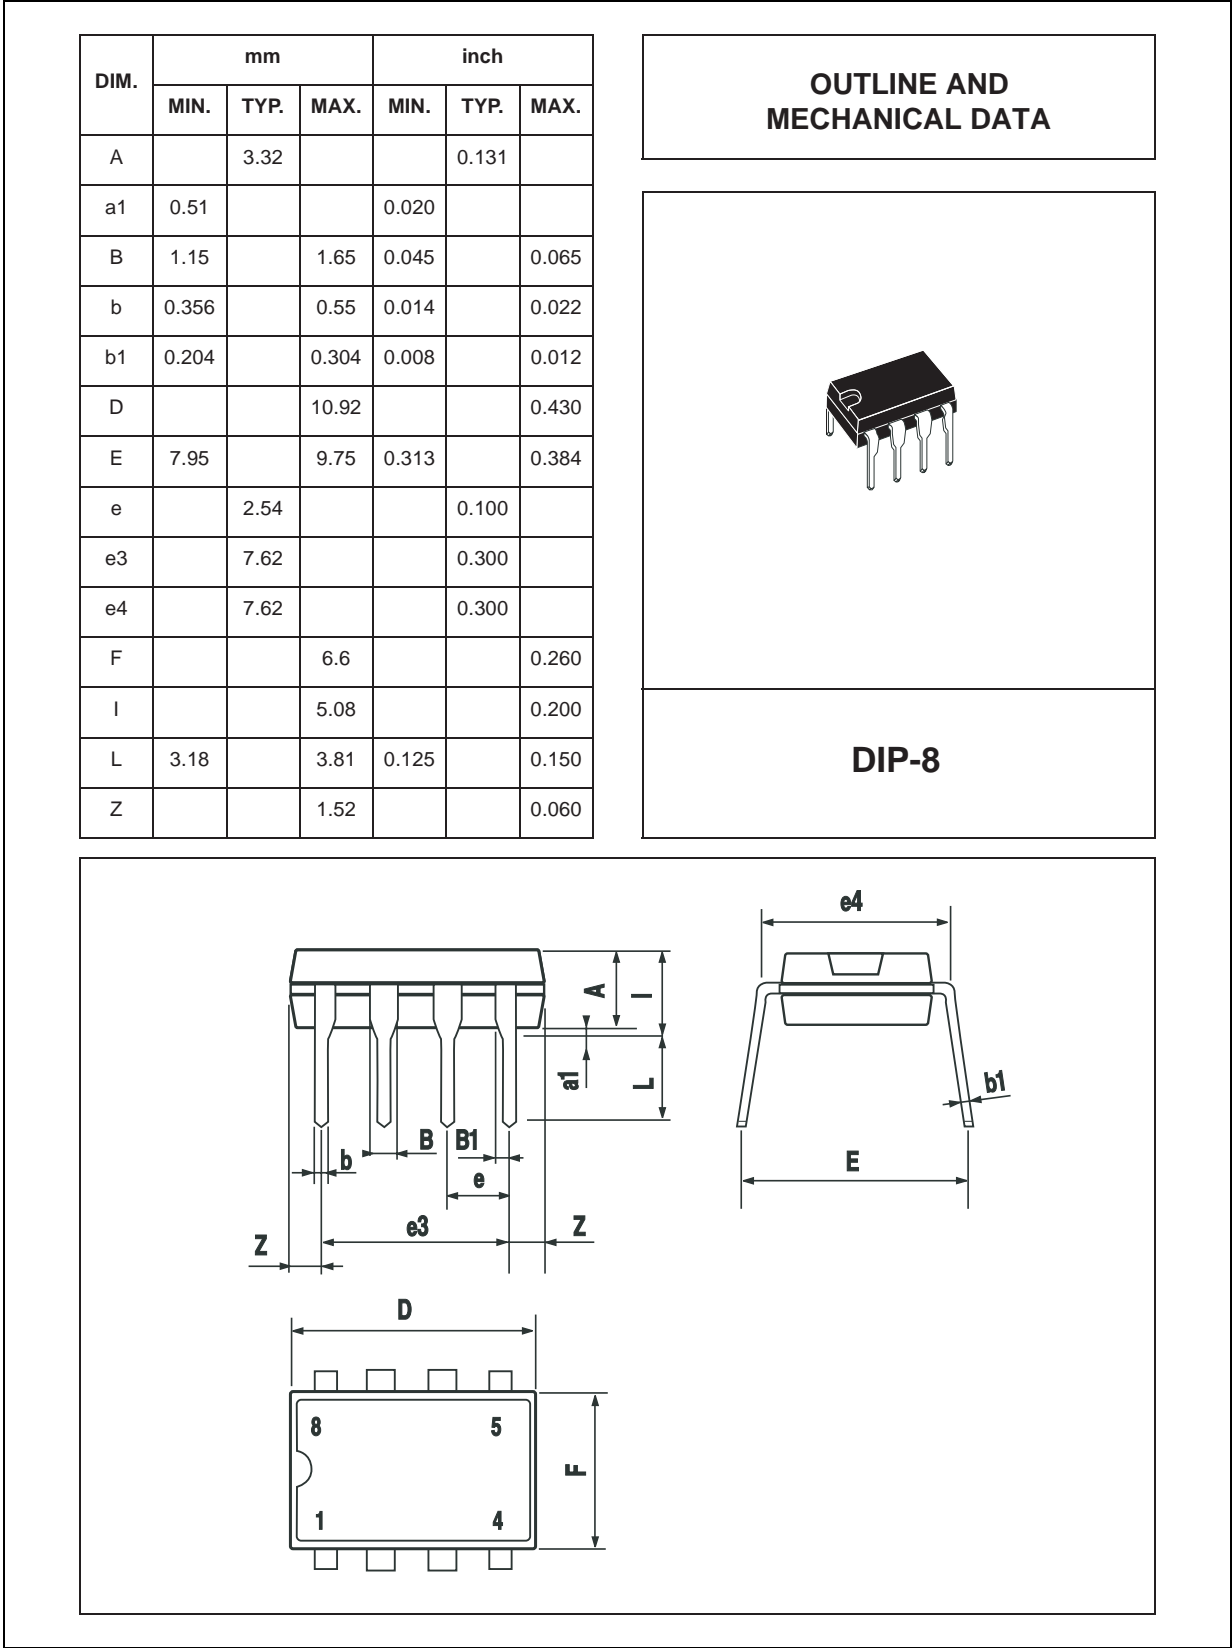 DIM. mm inch
MIN. TYP. MAX. MIN. TYP. MAX.
A 3.32 0.131
a1 0.51 0.020
B 1.15 1.65 0.045 0.065
b 0.356 0.55 0.014 0.022
b1 0.204 0.304 0.008 0.012
D 10.92 0.430
E 7.95 9.75 0.313 0.384
e 2.54 0.100
e3 7.62 0.300
e4 7.62 0.300
F 6.6 0.260
I 5.08 0.200
L 3.18 3.81 0.125 0.150
Z 1.52 0.060
OUTLINE AND
MECHANICAL DATA
DIP-8
e4
A I
a1 L
b1
b B B1
e
E
e3
Z Z
D
8 5
F
1 4